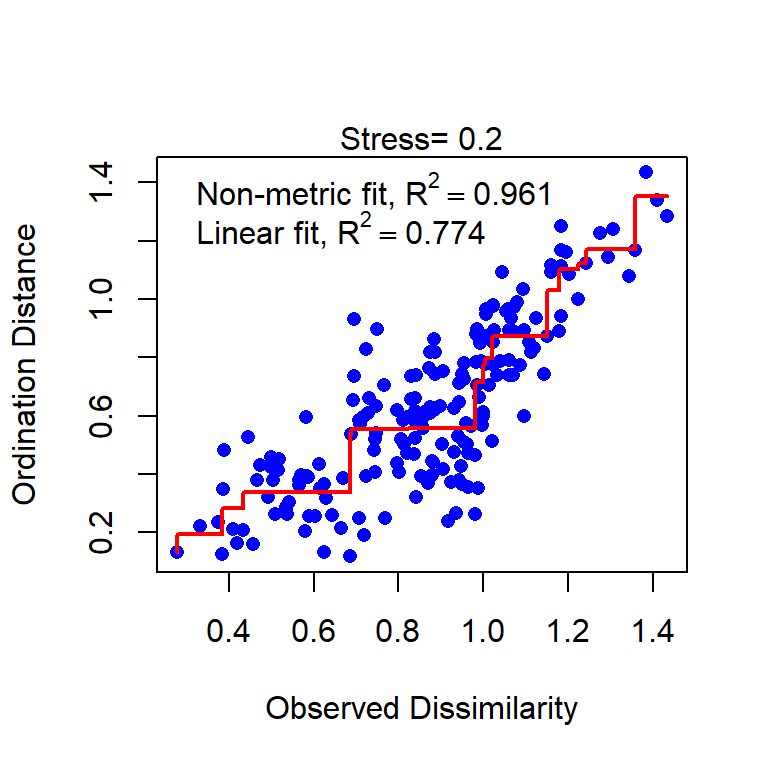 Stress= 0.2
Non-metric fit, R² = 0.961
Linear fit, R² = 0.774
Ordination Distance
1.4
1.0
0.6
0.2
0.4 0.6 0.8 1.0 1.2 1.4
Observed Dissimilarity